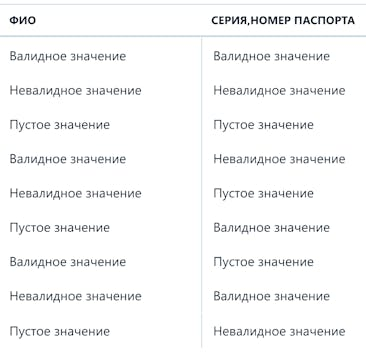 ФИО СЕРИЯ,НОМЕР ПАСПОРТА
Валидное значение Валидное значение
Невалидное значение Невалидное значение
Пустое значение Пустое значение
Валидное значение Невалидное значение
Невалидное значение Пустое значение
Пустое значение Валидное значение
Валидное значение Пустое значение
Невалидное значение Валидное значение
Пустое значение Невалидное значение